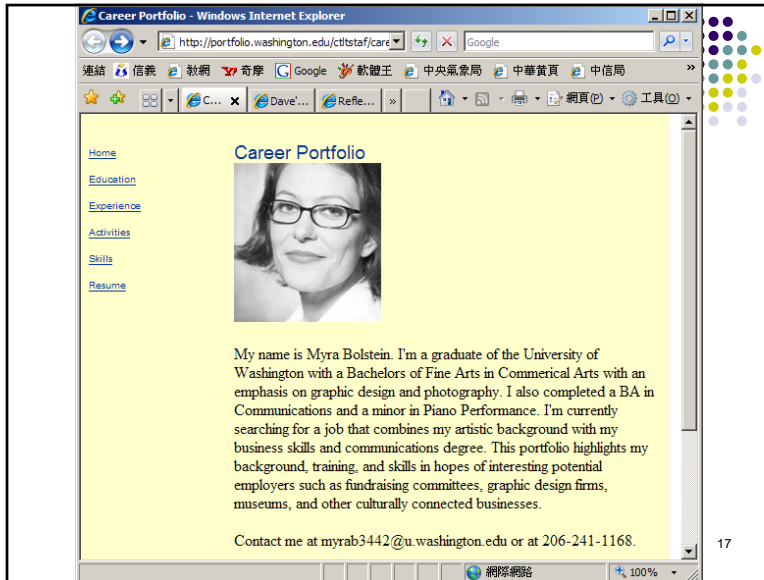 Career Portfolio - Windows Internet Explorer
http://portfolio.washington.edu/ctltstaf/care
Google
連結 信義 教網 奇摩 Google 軟體王 中央氣象局 中華黃頁 中信局 »
C... Dave'... Refle... » 網頁(P) 工具(O)
Home
Education
Experience
Activities
Skills
Resume
Career Portfolio
My name is Myra Bolstein. I'm a graduate of the University of
Washington with a Bachelors of Fine Arts in Commerical Arts with an
emphasis on graphic design and photography. I also completed a BA in
Communications and a minor in Piano Performance. I'm currently
searching for a job that combines my artistic background with my
business skills and communications degree. This portfolio highlights my
background, training, and skills in hopes of interesting potential
employers such as fundraising committees, graphic design firms,
museums, and other culturally connected businesses.
Contact me at myrab3442@u.washington.edu or at 206-241-1168.
17
網際網路 100%